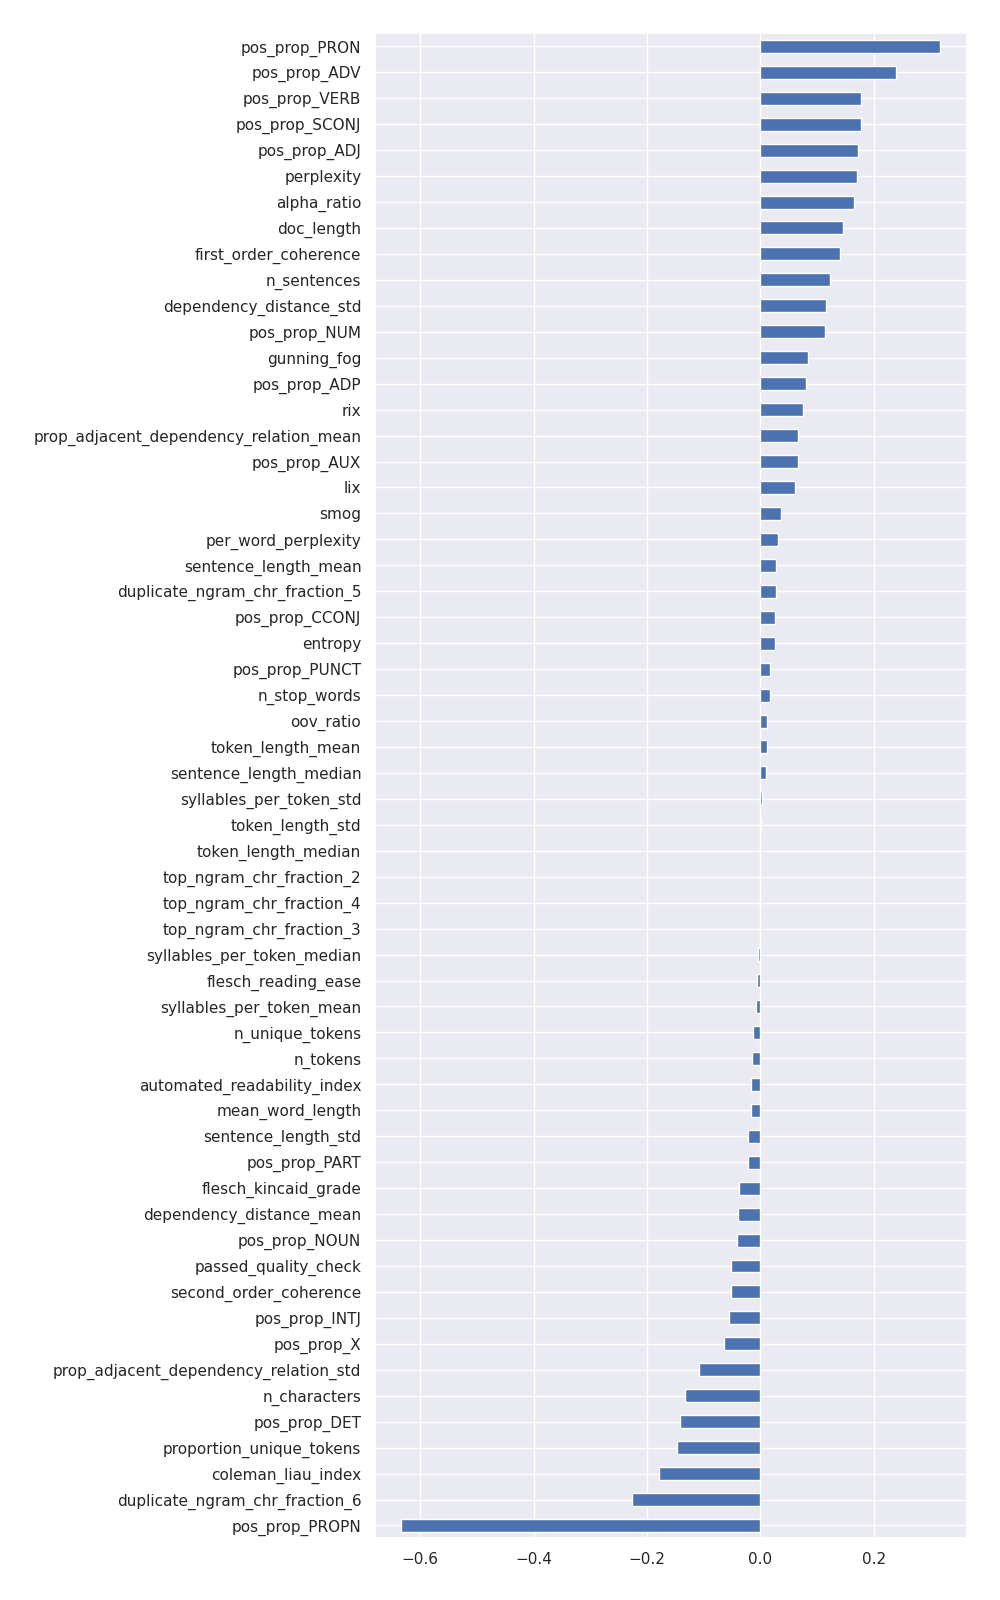 pos_prop_PRON
pos_prop_ADV
pos_prop_VERB
pos_prop_SCONJ
pos_prop_ADJ
perplexity
alpha_ratio
doc_length
first_order_coherence
n_sentences
dependency_distance_std
pos_prop_NUM
gunning_fog
pos_prop_ADP
rix
prop_adjacent_dependency_relation_mean
pos_prop_AUX
lix
smog
per_word_perplexity
sentence_length_mean
duplicate_ngram_chr_fraction_5
pos_prop_CCONJ
entropy
pos_prop_PUNCT
n_stop_words
oov_ratio
token_length_mean
sentence_length_median
syllables_per_token_std
token_length_std
token_length_median
top_ngram_chr_fraction_2
top_ngram_chr_fraction_4
top_ngram_chr_fraction_3
syllables_per_token_median
flesch_reading_ease
syllables_per_token_mean
n_unique_tokens
n_tokens
automated_readability_index
mean_word_length
sentence_length_std
pos_prop_PART
flesch_kincaid_grade
dependency_distance_mean
pos_prop_NOUN
passed_quality_check
second_order_coherence
pos_prop_INTJ
pos_prop_X
prop_adjacent_dependency_relation_std
n_characters
pos_prop_DET
proportion_unique_tokens
coleman_liau_index
duplicate_ngram_chr_fraction_6
pos_prop_PROPN
−0.6 −0.4 −0.2 0.0 0.2